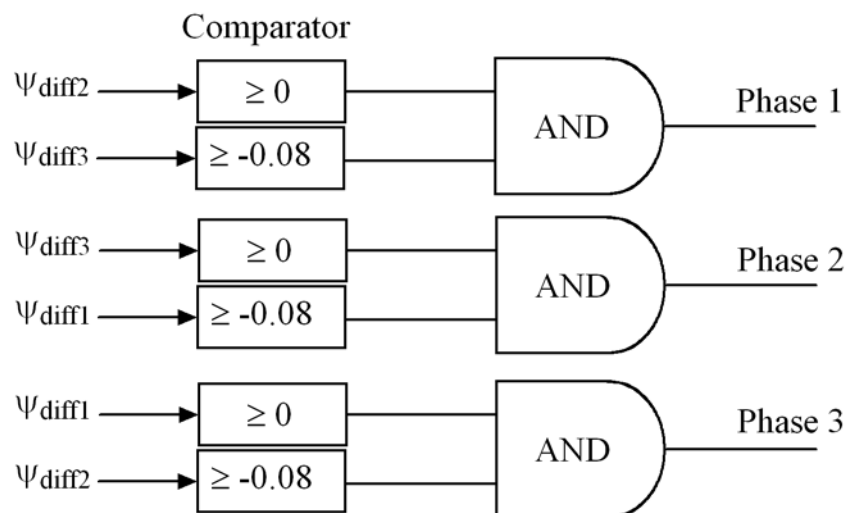 Comparator
Ψdiff2
≥ 0
Ψdiff3
≥ -0.08
AND
Phase 1
Ψdiff3
≥ 0
Ψdiff1
≥ -0.08
AND
Phase 2
Ψdiff1
≥ 0
Ψdiff2
≥ -0.08
AND
Phase 3